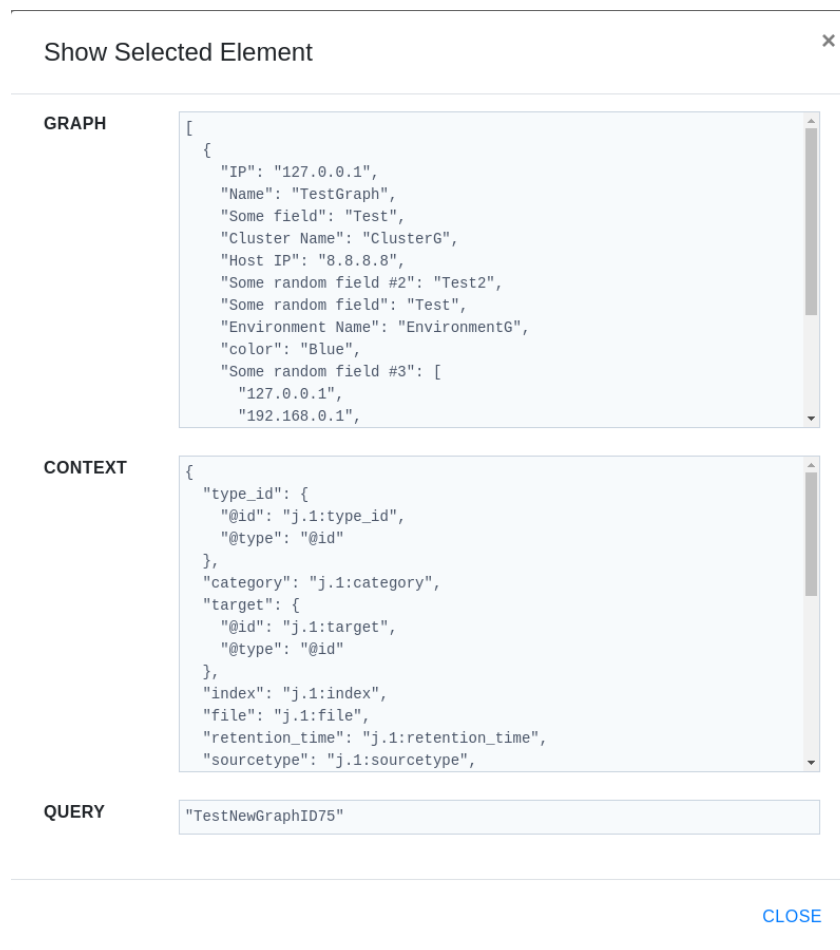 Show Selected Element
×
GRAPH
[
  {
    "IP": "127.0.0.1",
    "Name": "TestGraph",
    "Some field": "Test",
    "Cluster Name": "ClusterG",
    "Host IP": "8.8.8.8",
    "Some random field #2": "Test2",
    "Some random field": "Test",
    "Environment Name": "EnvironmentG",
    "color": "Blue",
    "Some random field #3": [
      "127.0.0.1",
      "192.168.0.1",
CONTEXT
{
  "type_id": {
    "@id": "j.1:type_id",
    "@type": "@id"
  },
  "category": "j.1:category",
  "target": {
    "@id": "j.1:target",
    "@type": "@id"
  },
  "index": "j.1:index",
  "file": "j.1:file",
  "retention_time": "j.1:retention_time",
  "sourcetype": "j.1:sourcetype",
QUERY
"TestNewGraphID75"
CLOSE